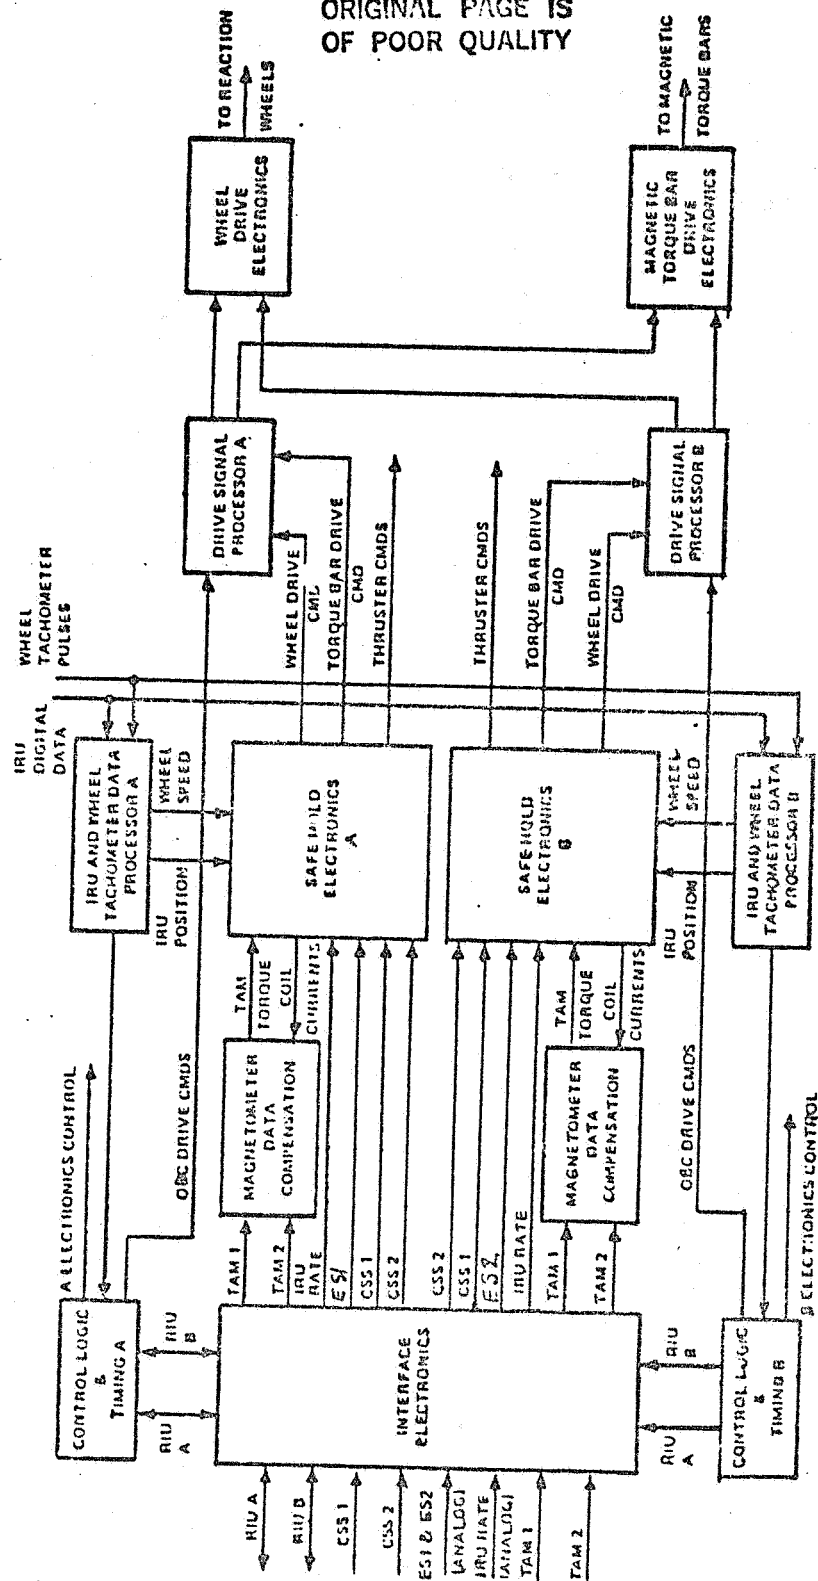 ORIGINAL PAGE IS
OF POOR QUALITY
TO REACTION
WHEELS
TO MAGNETIC
TORQUE BARS
WHEEL
DRIVE
ELECTRONICS
MAGNETIC
TORQUE BAR
DRIVE
ELECTRONICS
DRIVE SIGNAL
PROCESSOR A
DRIVE SIGNAL
PROCESSOR B
WHEEL
TACHOMETER
PULSES
IRU
DIGITAL
DATA
WHEEL DRIVE
CMD
TORQUE BAR DRIVE
CMD
THRUSTER CMDS
THRUSTER CMDS
TORQUE BAR DRIVE
CMD
WHEEL DRIVE
CMD
IRU AND WHEEL
TACHOMETER DATA
PROCESSOR A
WHEEL
SPEED
IRU
POSITION
SAFE HOLD
ELECTRONICS
A
SAFE HOLD
ELECTRONICS
B
WHEEL
SPEED
IRU
POSITION
IRU AND WHEEL
TACHOMETER DATA
PROCESSOR B
A ELECTRONICS CONTROL
OBC DRIVE CMDS
TAM
TORQUE
COIL
CURRENTS
MAGNETOMETER
DATA
COMPENSATION
TAM
TORQUE
COIL
CURRENTS
MAGNETOMETER
DATA
COMPENSATION
OBC DRIVE CMDS
B ELECTRONICS CONTROL
TAM 1
TAM 2
IRU
RATE
ES1
CSS 1
CSS 2
CSS 2
CSS 1
ES2
IRU RATE
TAM 1
TAM 2
CONTROL LOGIC
&
TIMING A
RIU
A
RIU
B
INTERFACE
ELECTRONICS
RIU
A
RIU
B
CONTROL LOGIC
&
TIMING B
RIU A
RIU B
CSS 1
CSS 2
ES1 & ES2
(ANALOG)
IRU RATE
(ANALOG)
TAM 1
TAM 2